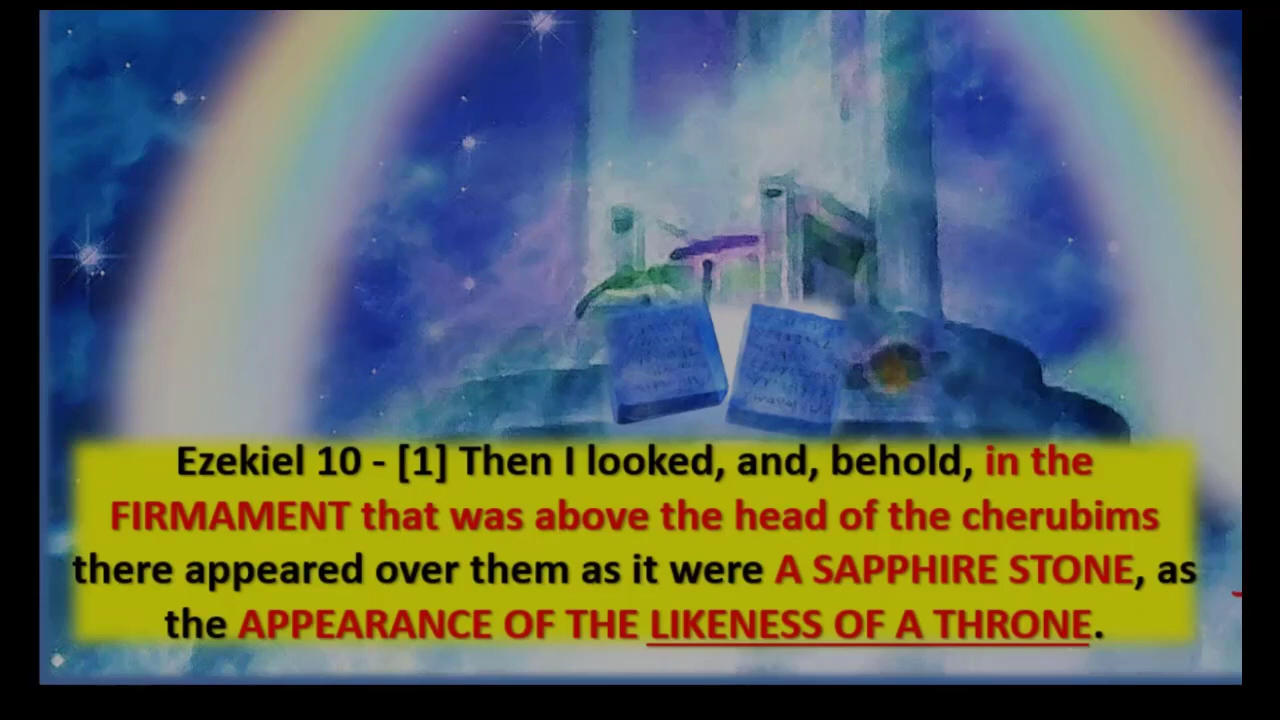 Ezekiel 10 - [1] Then I looked, and, behold, in the
FIRMAMENT that was above the head of the cherubims
there appeared over them as it were A SAPPHIRE STONE, as
the APPEARANCE OF THE LIKENESS OF A THRONE.